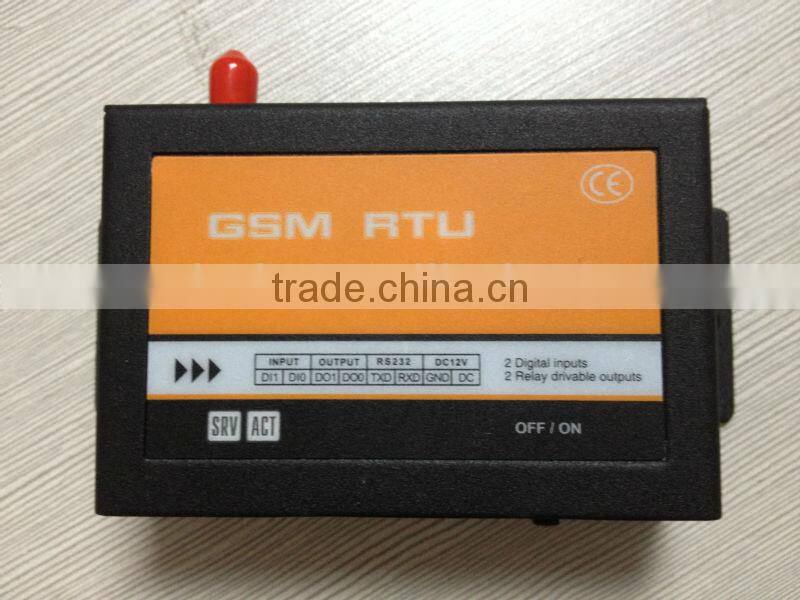 CE
GSM RTU
trade.china.cn
INPUT OUTPUT RS232 DC12V
DI1 DI0 DO1 DO0 TXD RXD GND DC
2 Digital inputs
2 Relay drivable outputs
SRV ACT
OFF / ON